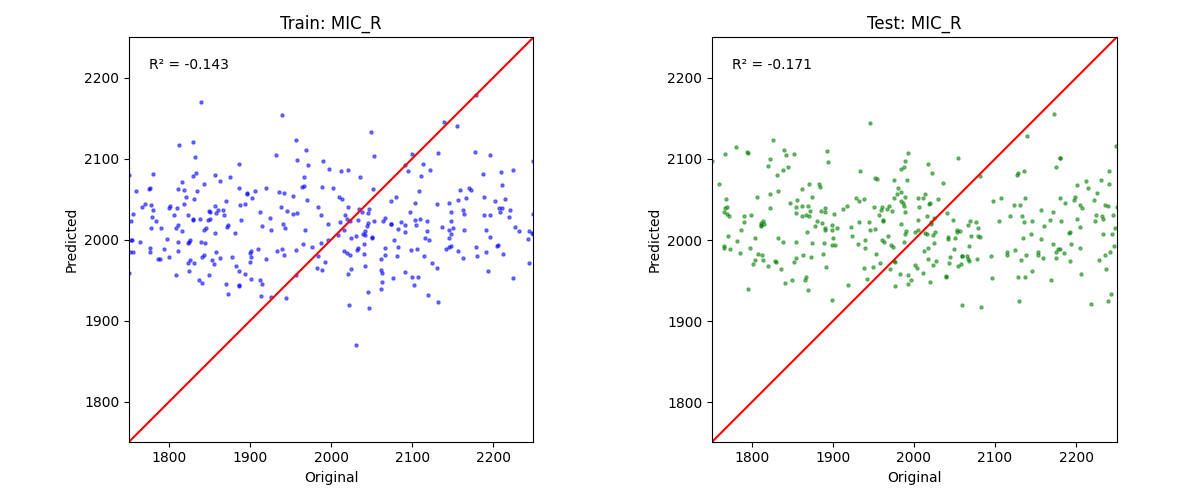 Train: MIC_R
R² = -0.143
2200
2100
2000
1900
1800
Predicted
1800 1900 2000 2100 2200
Original
Test: MIC_R
R² = -0.171
2200
2100
2000
1900
1800
Predicted
1800 1900 2000 2100 2200
Original